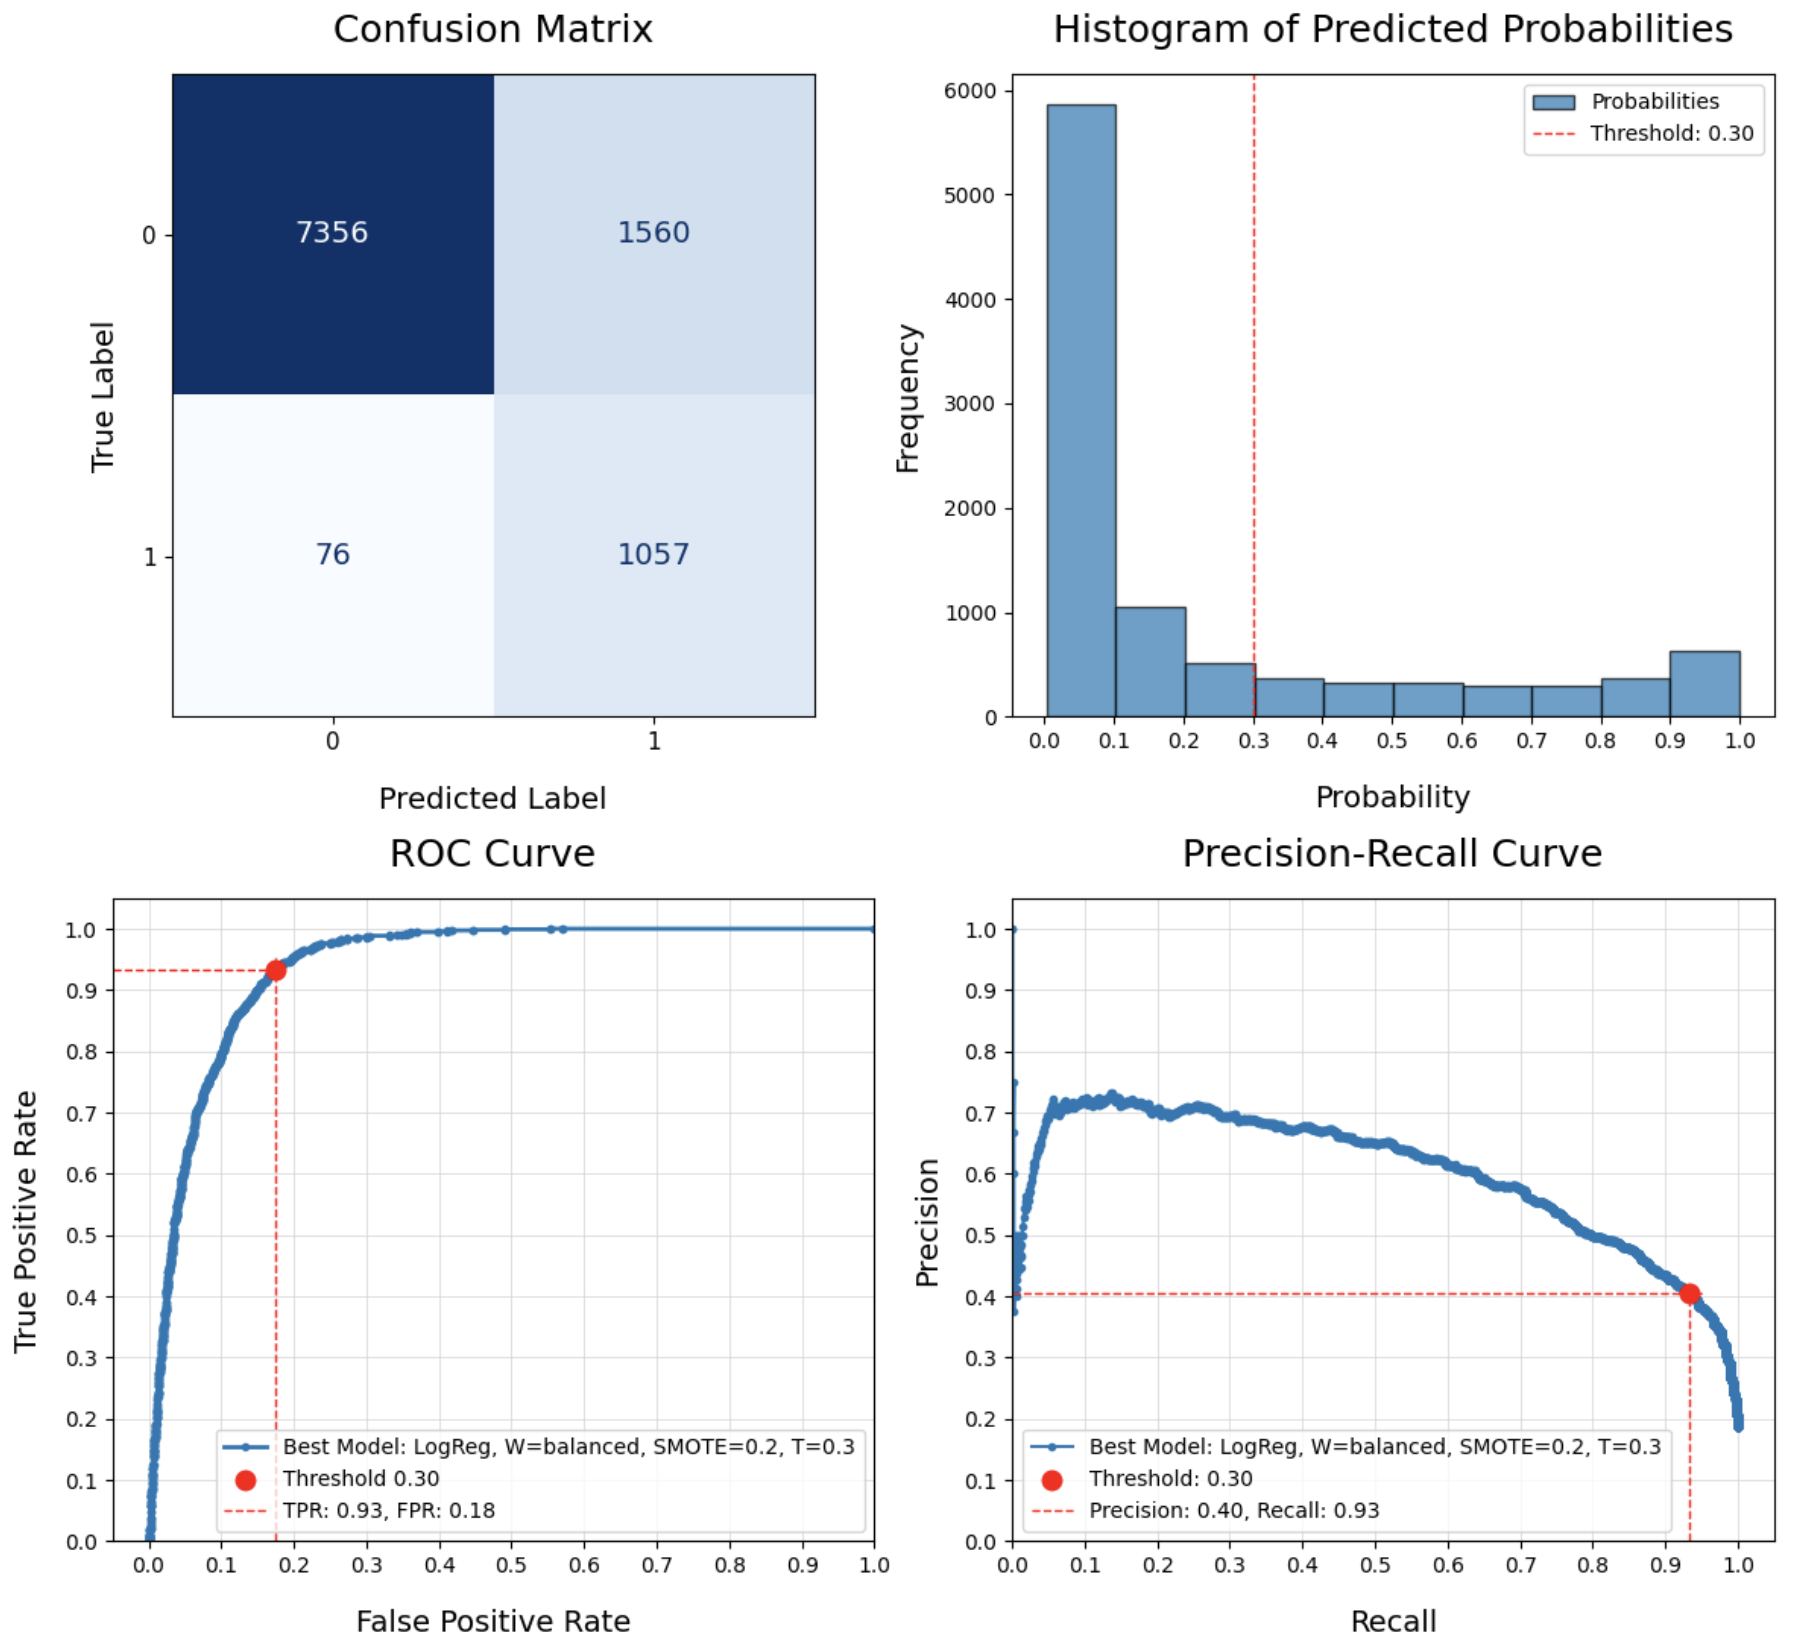 Confusion Matrix
True Label
0
1
7356
1560
76
1057
0
1
Predicted Label
Histogram of Predicted Probabilities
Frequency
6000
5000
4000
3000
2000
1000
0
Probabilities
Threshold: 0.30
0.0 0.1 0.2 0.3 0.4 0.5 0.6 0.7 0.8 0.9 1.0
Probability
ROC Curve
True Positive Rate
1.0
0.9
0.8
0.7
0.6
0.5
0.4
0.3
0.2
0.1
0.0
Best Model: LogReg, W=balanced, SMOTE=0.2, T=0.3
Threshold 0.30
TPR: 0.93, FPR: 0.18
0.0 0.1 0.2 0.3 0.4 0.5 0.6 0.7 0.8 0.9 1.0
False Positive Rate
Precision-Recall Curve
Precision
1.0
0.9
0.8
0.7
0.6
0.5
0.4
0.3
0.2
0.1
0.0
Best Model: LogReg, W=balanced, SMOTE=0.2, T=0.3
Threshold: 0.30
Precision: 0.40, Recall: 0.93
0.0 0.1 0.2 0.3 0.4 0.5 0.6 0.7 0.8 0.9 1.0
Recall